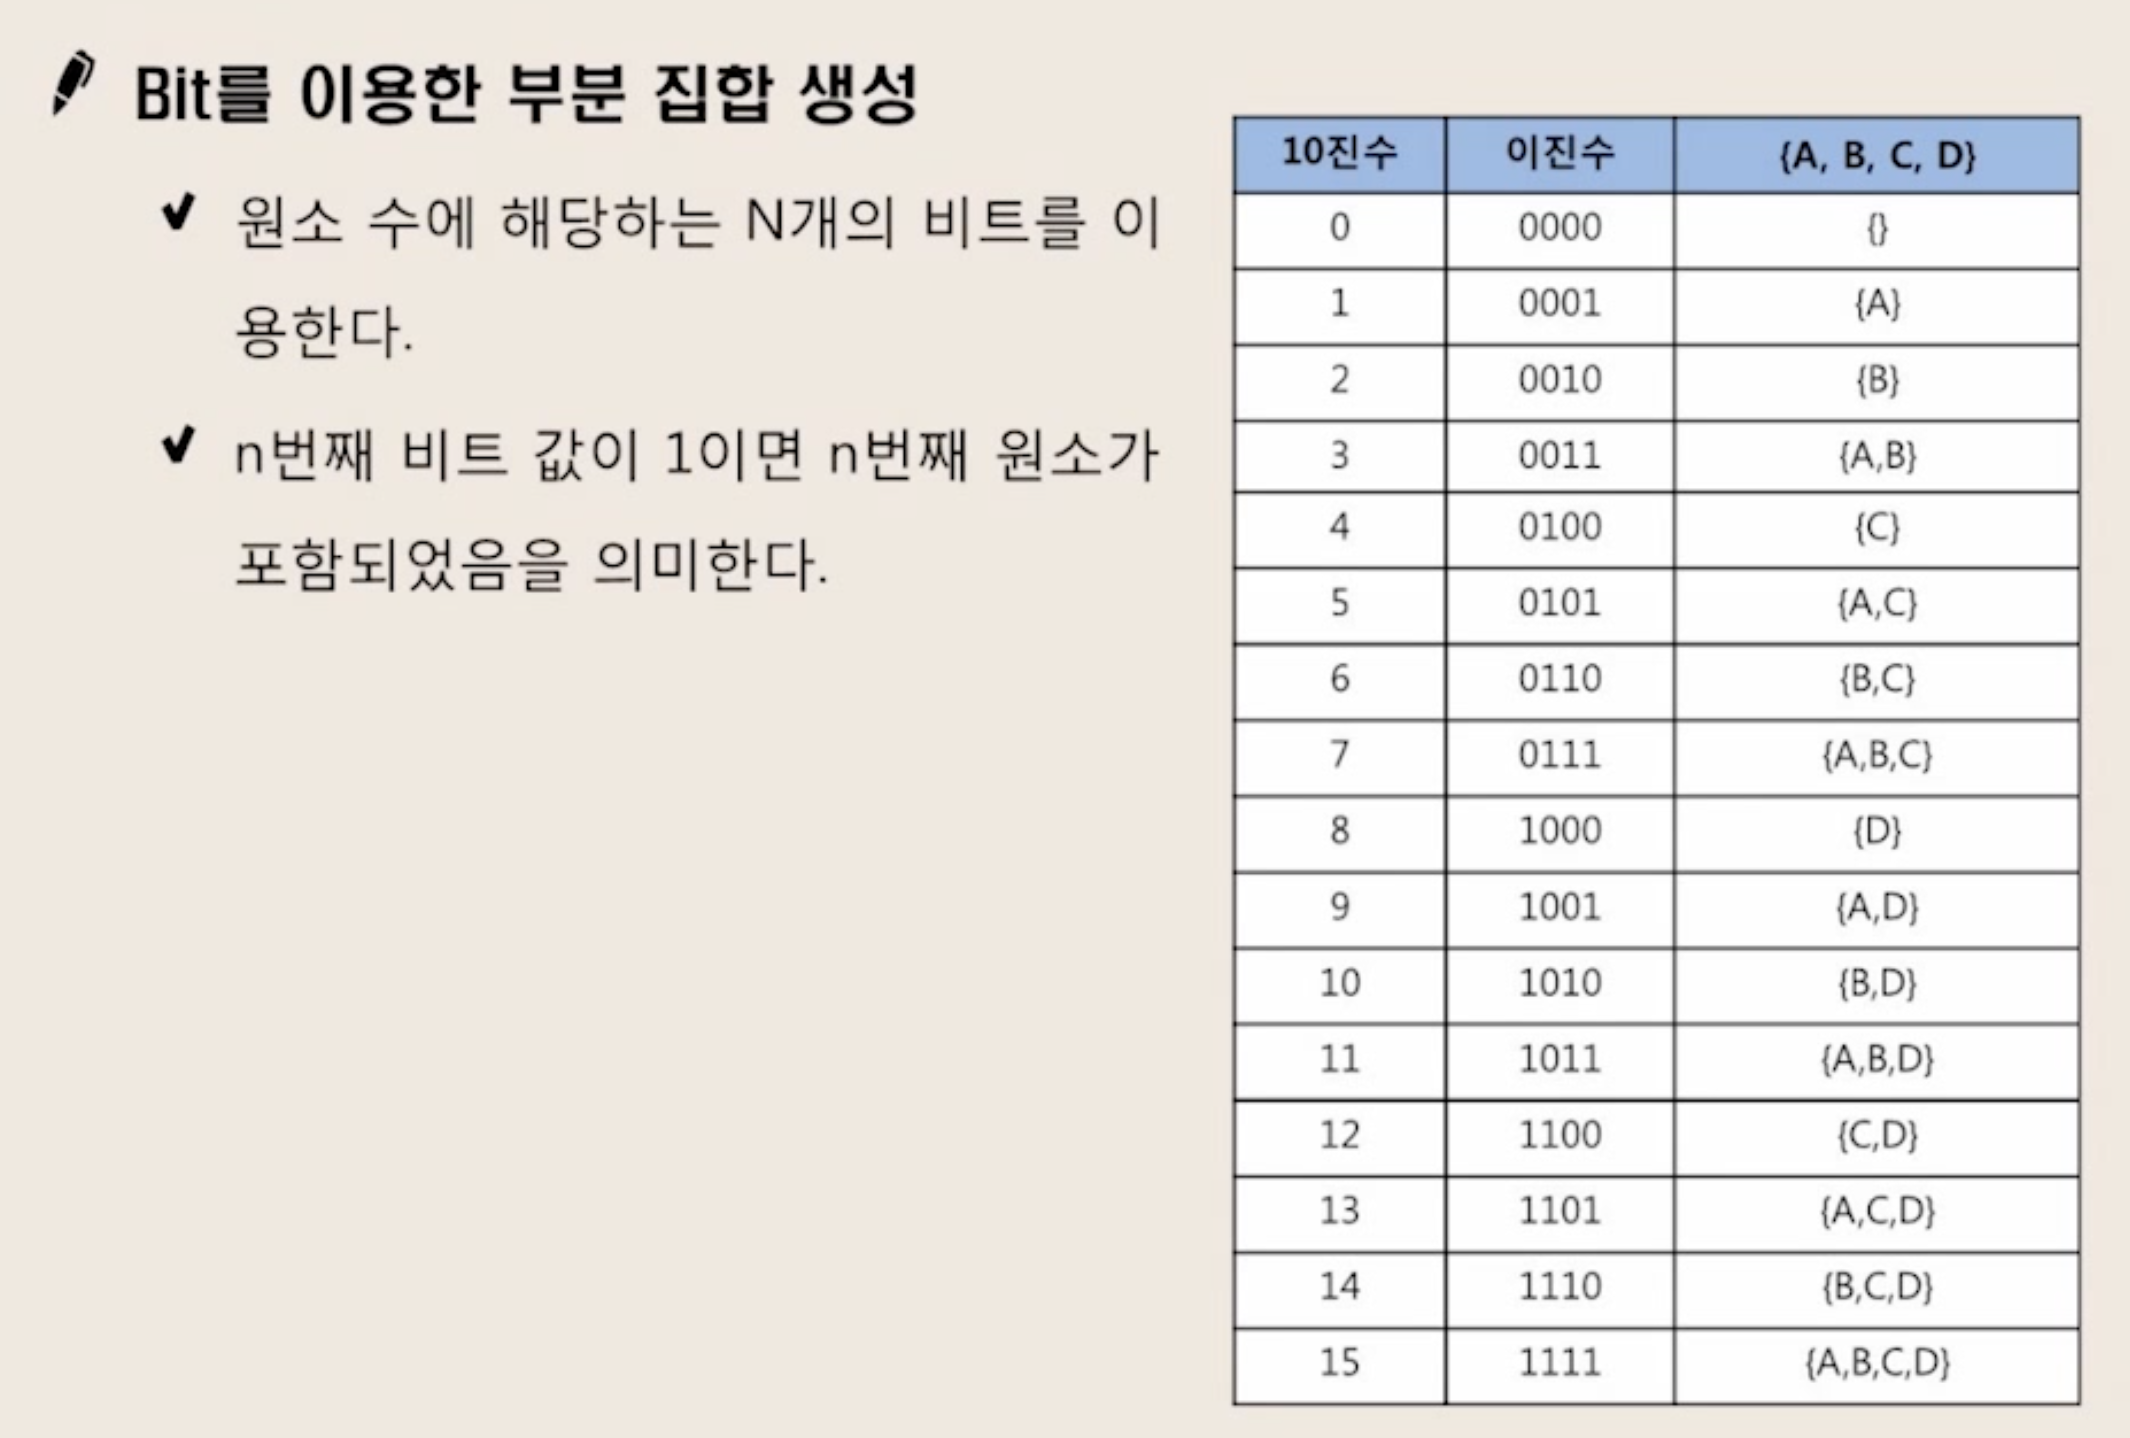 Bit를 이용한 부분 집합 생성
원소 수에 해당하는 N개의 비트를 이
용한다.
n번째 비트 값이 1이면 n번째 원소가
포함되었음을 의미한다.
10진수 이진수 {A, B, C, D}
0 0000 {}
1 0001 {A}
2 0010 {B}
3 0011 {A,B}
4 0100 {C}
5 0101 {A,C}
6 0110 {B,C}
7 0111 {A,B,C}
8 1000 {D}
9 1001 {A,D}
10 1010 {B,D}
11 1011 {A,B,D}
12 1100 {C,D}
13 1101 {A,C,D}
14 1110 {B,C,D}
15 1111 {A,B,C,D}